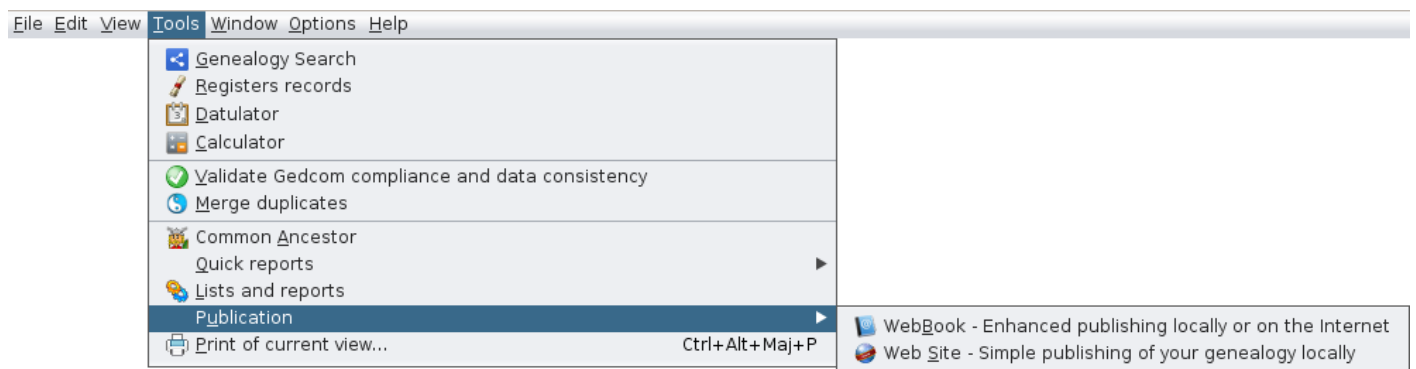 File Edit View Tools Window Options Help
Genealogy Search
Registers records
Datulator
Calculator
Validate Gedcom compliance and data consistency
Merge duplicates
Common Ancestor
Quick reports
Lists and reports
Publication
WebBook - Enhanced publishing locally or on the Internet
Print of current view... Ctrl+Alt+Maj+P
Web Site - Simple publishing of your genealogy locally